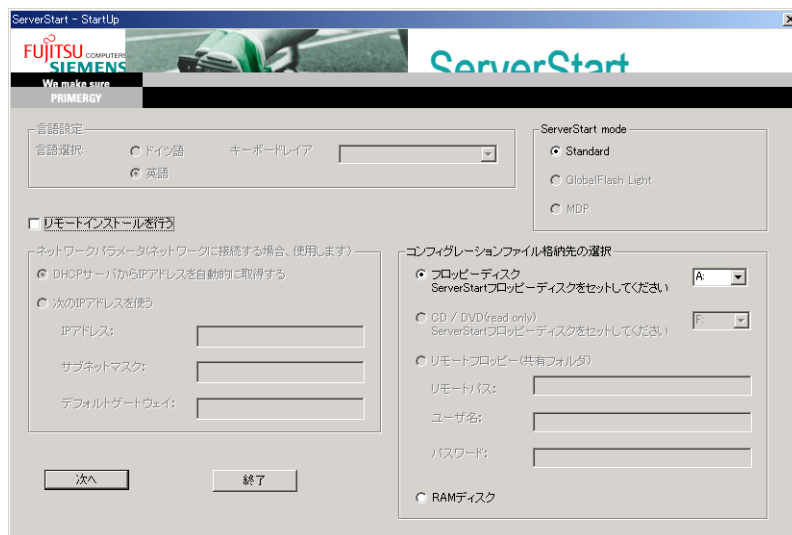 ServerStart - StartUp
FUJITSU COMPUTERS
SIEMENS
We make sure
PRIMERGY
ServerStart
言語設定
言語選択:
ドイツ語
英語
キーボードレイア
ServerStart mode
Standard
GlobalFlash Light
MDP
リモートインストールを行う
ネットワークパラメータ(ネットワークに接続する場合、使用します)
DHCPサーバからIPアドレスを自動的に取得する
次のIPアドレスを使う
IPアドレス:
サブネットマスク:
デフォルトゲートウェイ:
コンフィグレーションファイル格納先の選択
フロッピーディスク
ServerStartフロッピーディスクをセットしてください
A:
CD / DVD(read only)
ServerStartフロッピーディスクをセットしてください
F:
リモートフロッピー(共有フォルダ)
リモートパス:
ユーザ名:
パスワード:
RAMディスク
次へ
終了